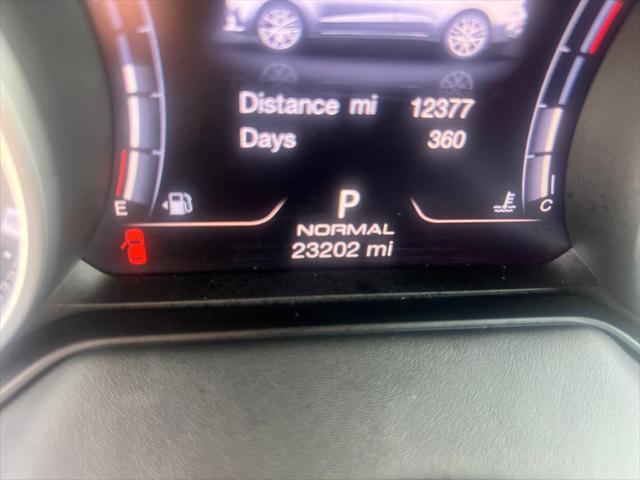 Distance mi 12377
Days 360
E
C
P
NORMAL
23202 mi